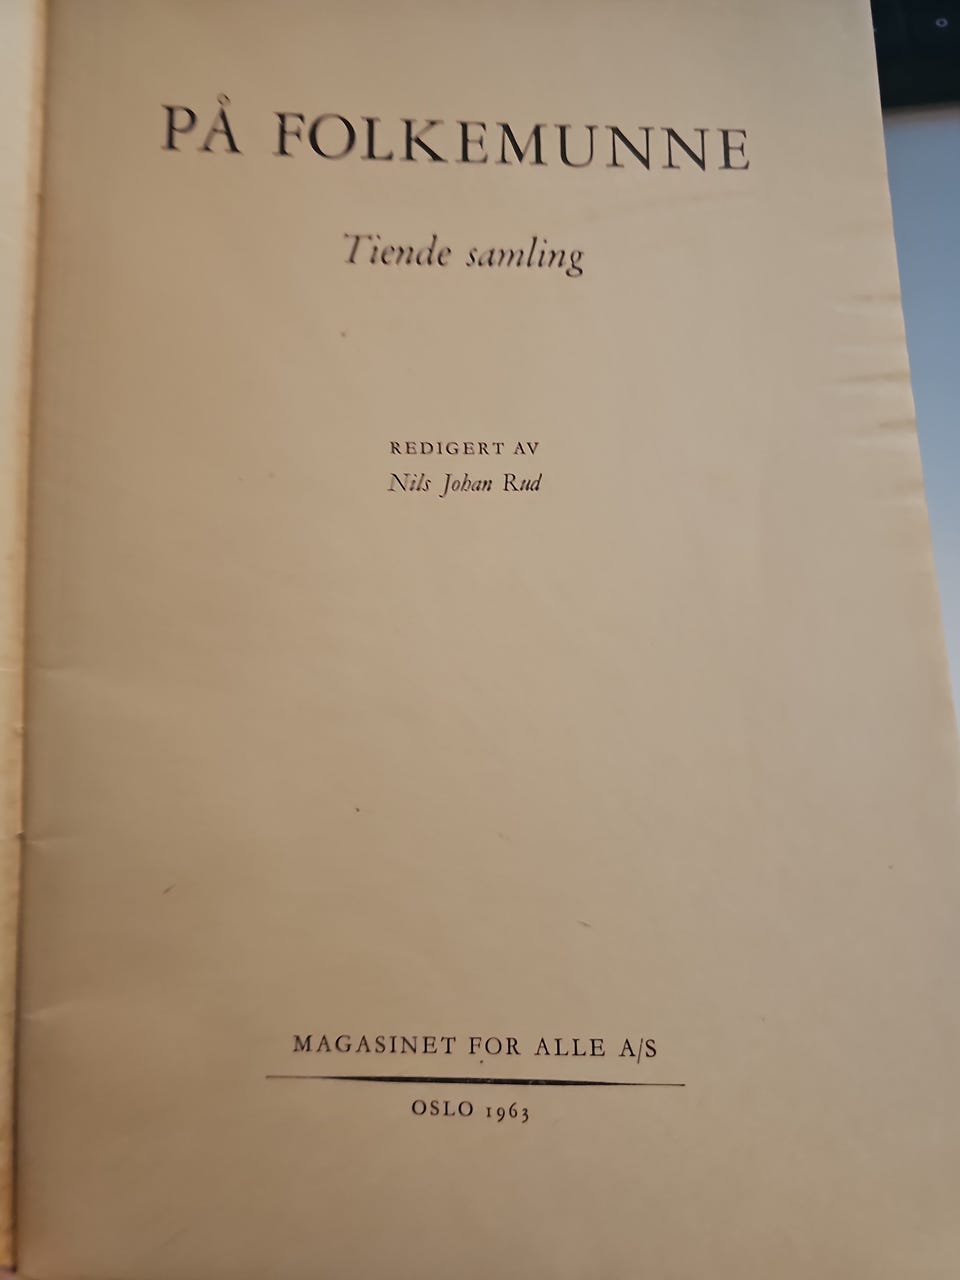 PÅ FOLKEMUNNE
Tiende samling
REDIGERT AV
Nils Johan Rud
MAGASINET FOR ALLE A/S
OSLO 1963